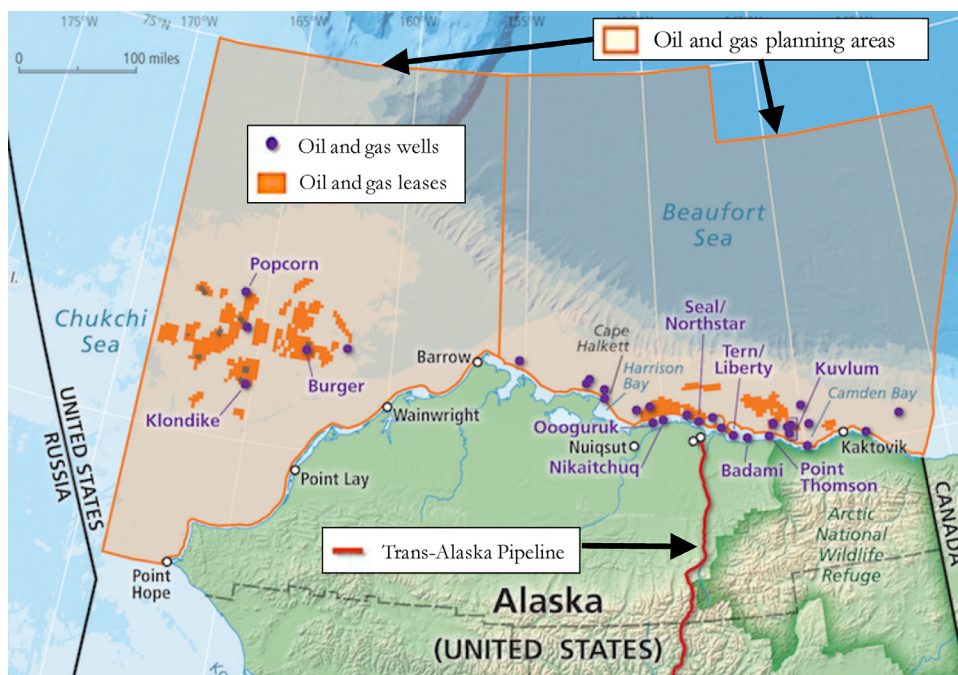 175°N
170°W
165°W
160°W
155°W
140°W
0
100 miles
Oil and gas planning areas
Oil and gas wells
Oil and gas leases
Beaufort
Sea
Popcorn
Chukchi
Sea
Burger
Klondike
Barrow
Wainwright
Point Lay
Point
Hope
Cape
Halkett
Harrison
Bay
Seal/
Northstar
Tern/
Liberty
Kuvlum
Camden Bay
Oooguruk
Nuiqsut
Nikaitchuq
Badami
Point
Thomson
Kaktovik
UNITED STATES
RUSSIA
CANADA
Arctic
National
Wildlife
Refuge
Trans-Alaska Pipeline
Alaska
(UNITED STATES)